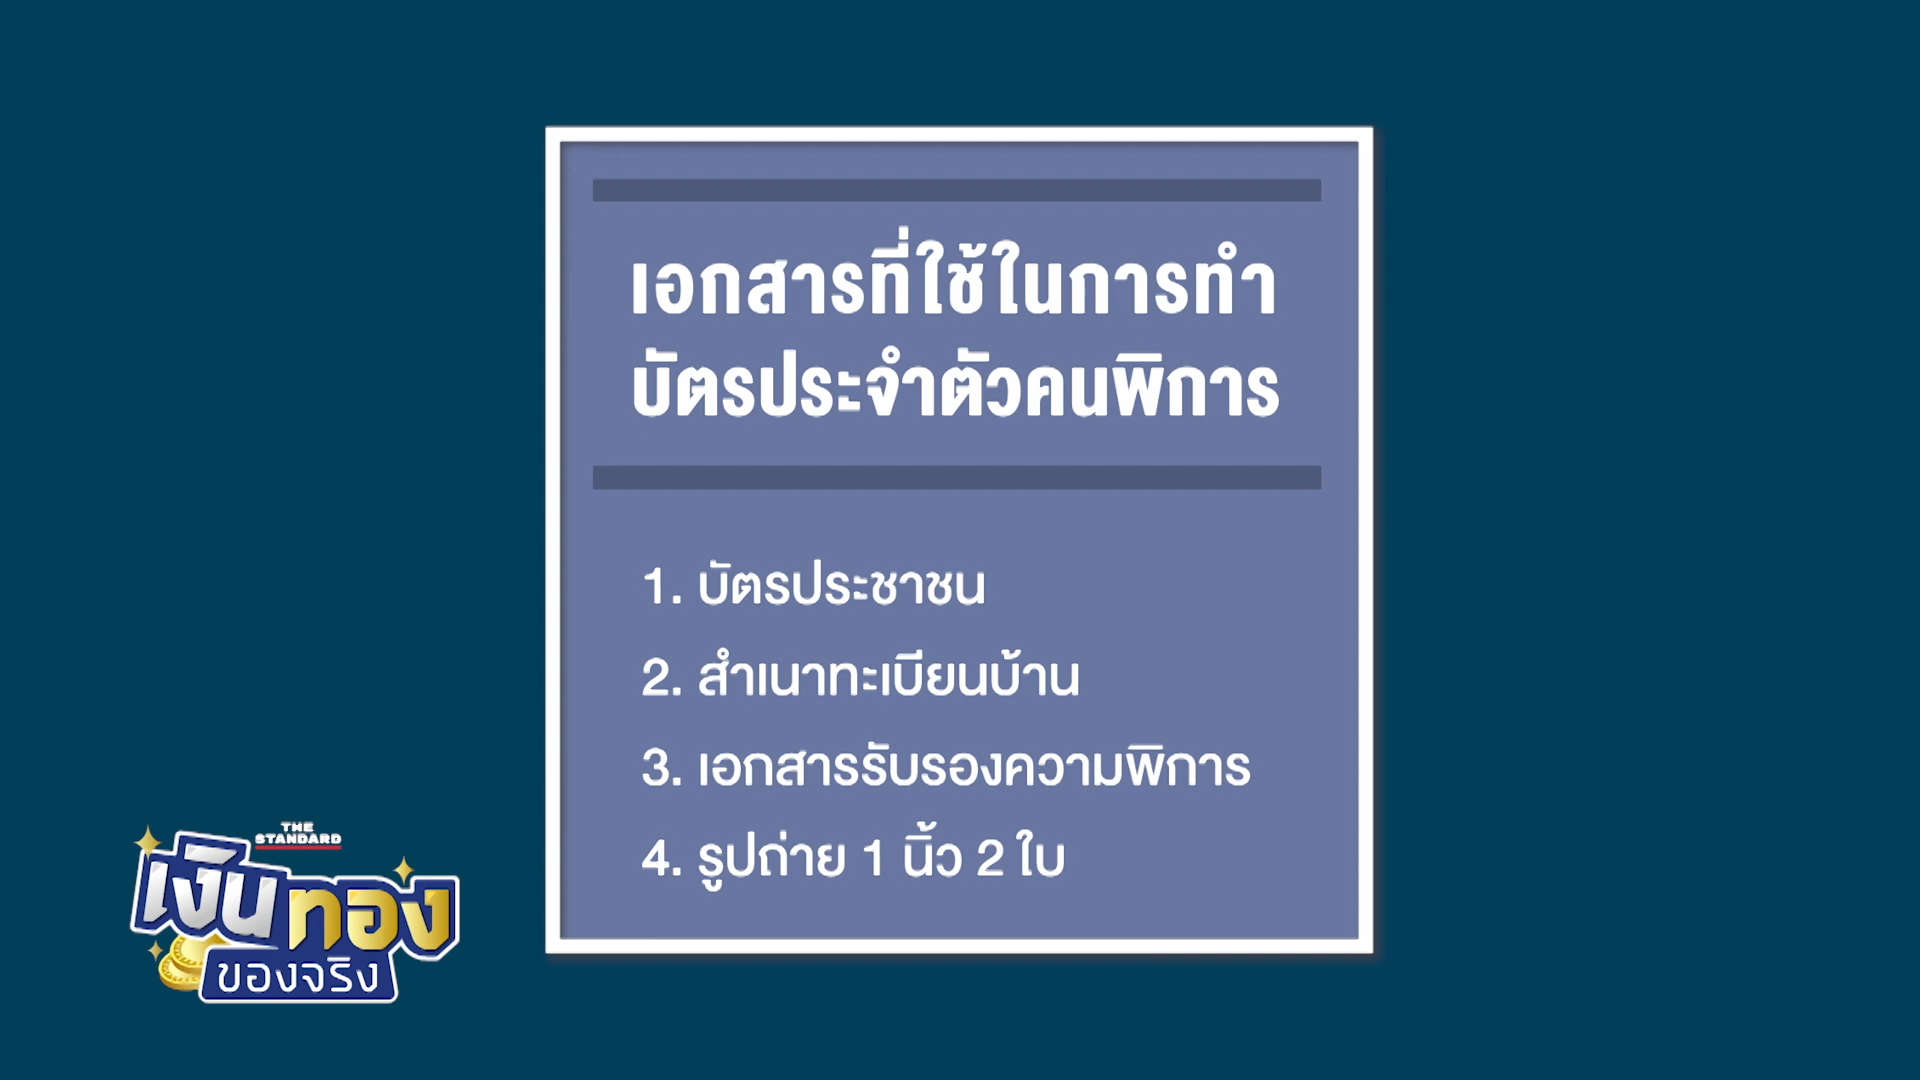 เอกสารที่ใช้ในการทำ
บัตรประจำตัวคนพิการ
1. บัตรประชาชน
2. สำเนาทะเบียนบ้าน
3. เอกสารรับรองความพิการ
4. รูปถ่าย 1 นิ้ว 2 ใบ
THE
STANDARD
เงินทอง
ของจริง